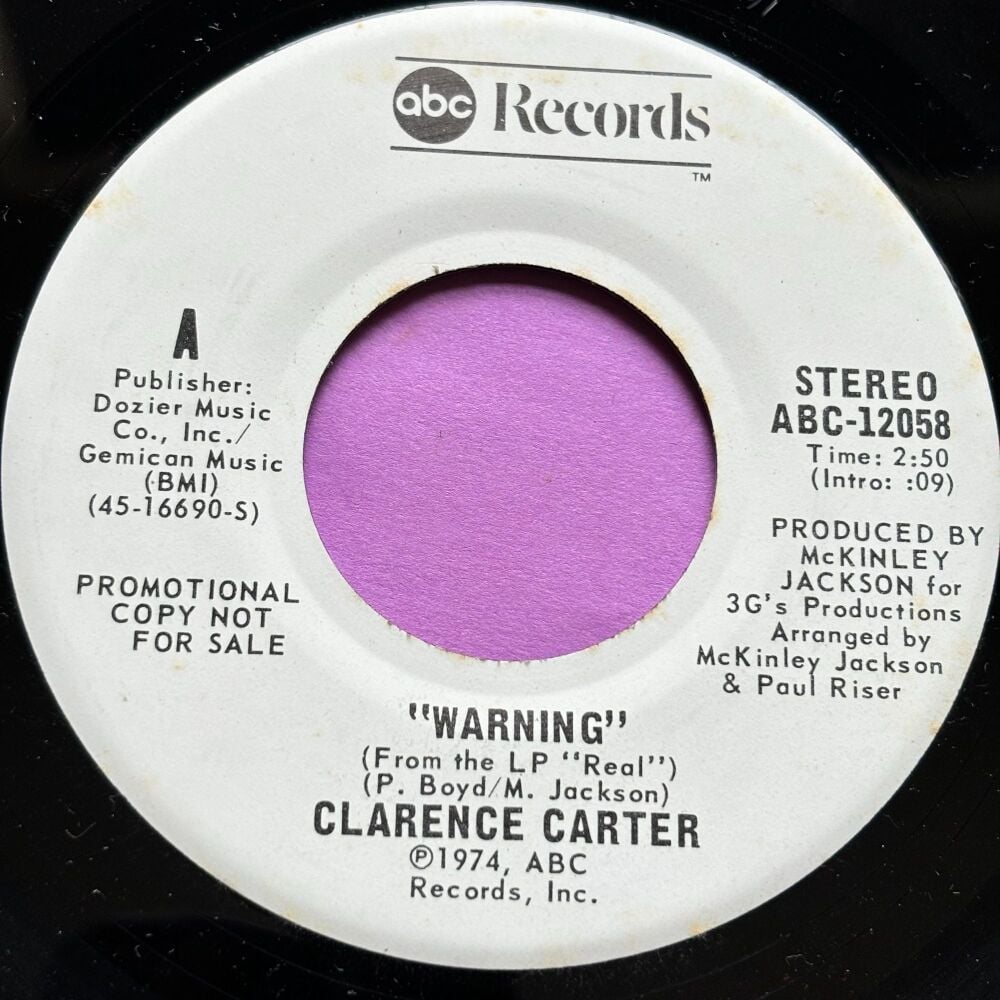 abc Records
TM
A
Publisher:
Dozier Music
Co., Inc./
Gemican Music
(BMI)
(45-16690-S)
PROMOTIONAL
COPY NOT
FOR SALE
STEREO
ABC-12058
Time: 2:50
(Intro: :09)
PRODUCED BY
McKINLEY
JACKSON for
3G's Productions
Arranged by
McKinley Jackson
& Paul Riser
"WARNING"
(From the LP "Real")
(P. Boyd/M. Jackson)
CLARENCE CARTER
℗1974, ABC
Records, Inc.